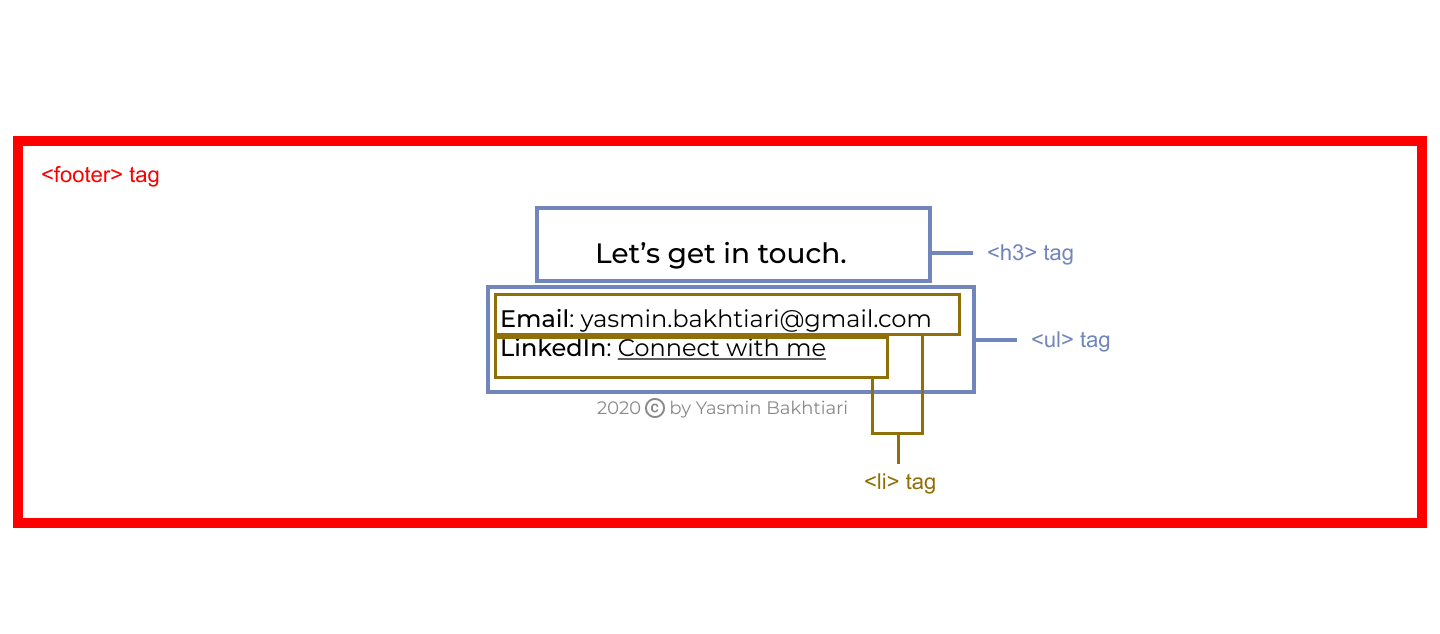 <footer> tag
Let’s get in touch.
<h3> tag
Email: yasmin.bakhtiari@gmail.com
LinkedIn: Connect with me
<ul> tag
2020 © by Yasmin Bakhtiari
<li> tag